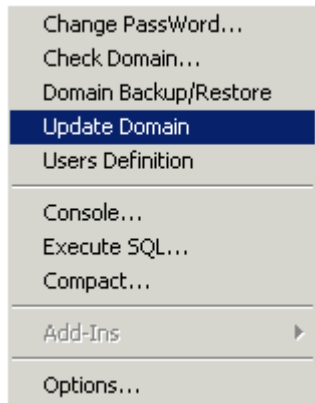 Change PassWord...
Check Domain...
Domain Backup/Restore
Update Domain
Users Definition
Console...
Execute SQL...
Compact...
Add-Ins
Options...